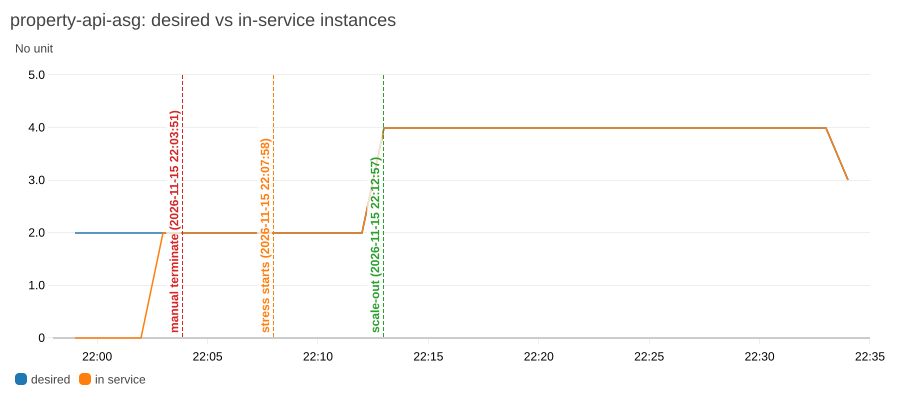 property-api-asg: desired vs in-service instances
No unit
5.0
4.0
3.0
2.0
1.0
0
manual terminate (2026-11-15 22:03:51)
stress starts (2026-11-15 22:07:58)
scale-out (2026-11-15 22:12:57)
22:00
22:05
22:10
22:15
22:20
22:25
22:30
22:35
desired
in service